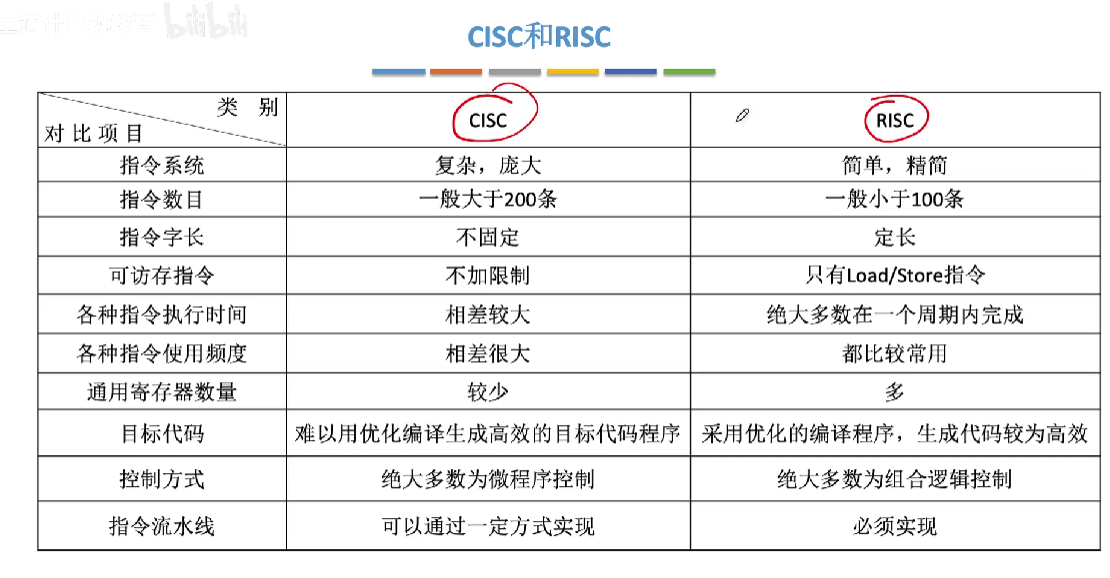 bilibili
CISC和RISC
类 别
对比项目
CISC
RISC
指令系统 复杂，庞大 简单，精简
指令数目 一般大于200条 一般小于100条
指令字长 不固定 定长
可访存指令 不加限制 只有Load/Store指令
各种指令执行时间 相差较大 绝大多数在一个周期内完成
各种指令使用频度 相差很大 都比较常用
通用寄存器数量 较少 多
目标代码 难以用优化编译生成高效的目标代码程序 采用优化的编译程序，生成代码较为高效
控制方式 绝大多数为微程序控制 绝大多数为组合逻辑控制
指令流水线 可以通过一定方式实现 必须实现